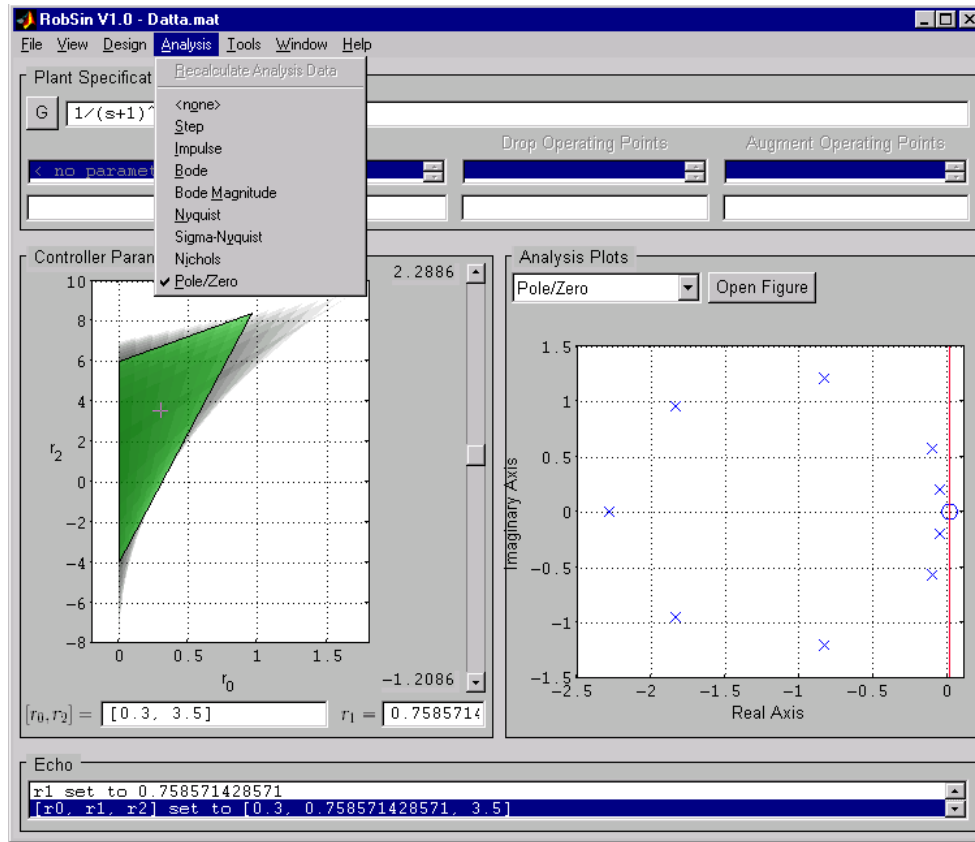 RobSin V1.0 - Datta.mat
File View Design Analysis Tools Window Help
Recalculate Analysis Data
<none>
Step
Impulse
Bode
Bode Magnitude
Nyquist
Sigma-Nyquist
Nichols
Pole/Zero
Plant Specificat
G 1/(s+1)^
Drop Operating Points Augment Operating Points
< no paramet
Controller Paran
2.2886
10
8
6
4
2
0
-2
-4
-6
-8
r2
0 0.5 1 1.5
r0
-1.2086
[r0,r2] = [0.3, 3.5] r1 = 0.7585714
Analysis Plots
Pole/Zero Open Figure
1.5
1
0.5
0
-0.5
-1
-1.5
Imaginary Axis
-2.5 -2 -1.5 -1 -0.5 0
Real Axis
Echo
r1 set to 0.758571428571
[r0, r1, r2] set to [0.3, 0.758571428571, 3.5]